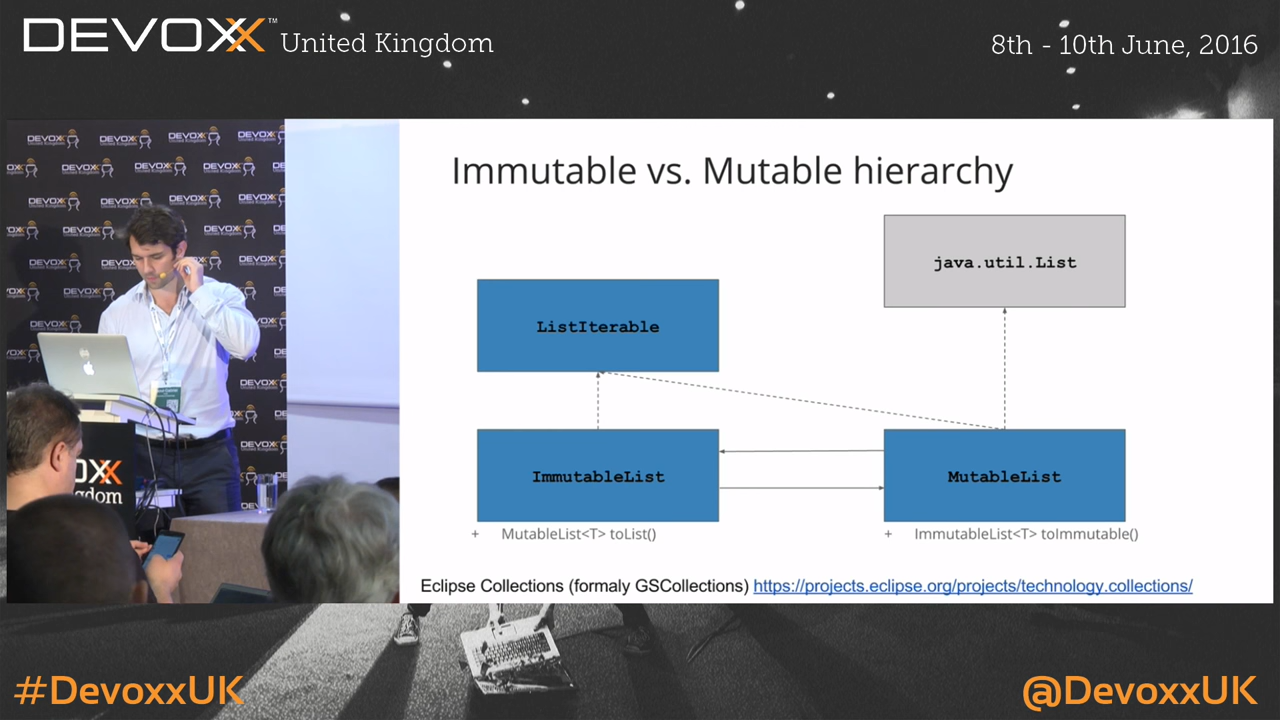 DEVOXX™ United Kingdom
8th - 10th June, 2016
Immutable vs. Mutable hierarchy
java.util.List
ListIterable
ImmutableList
MutableList
+ MutableList<T> toList()
+ ImmutableList<T> toImmutable()
Eclipse Collections (formaly GSCollections) https://projects.eclipse.org/projects/technology.collections/
#DevoxxUK
@DevoxxUK